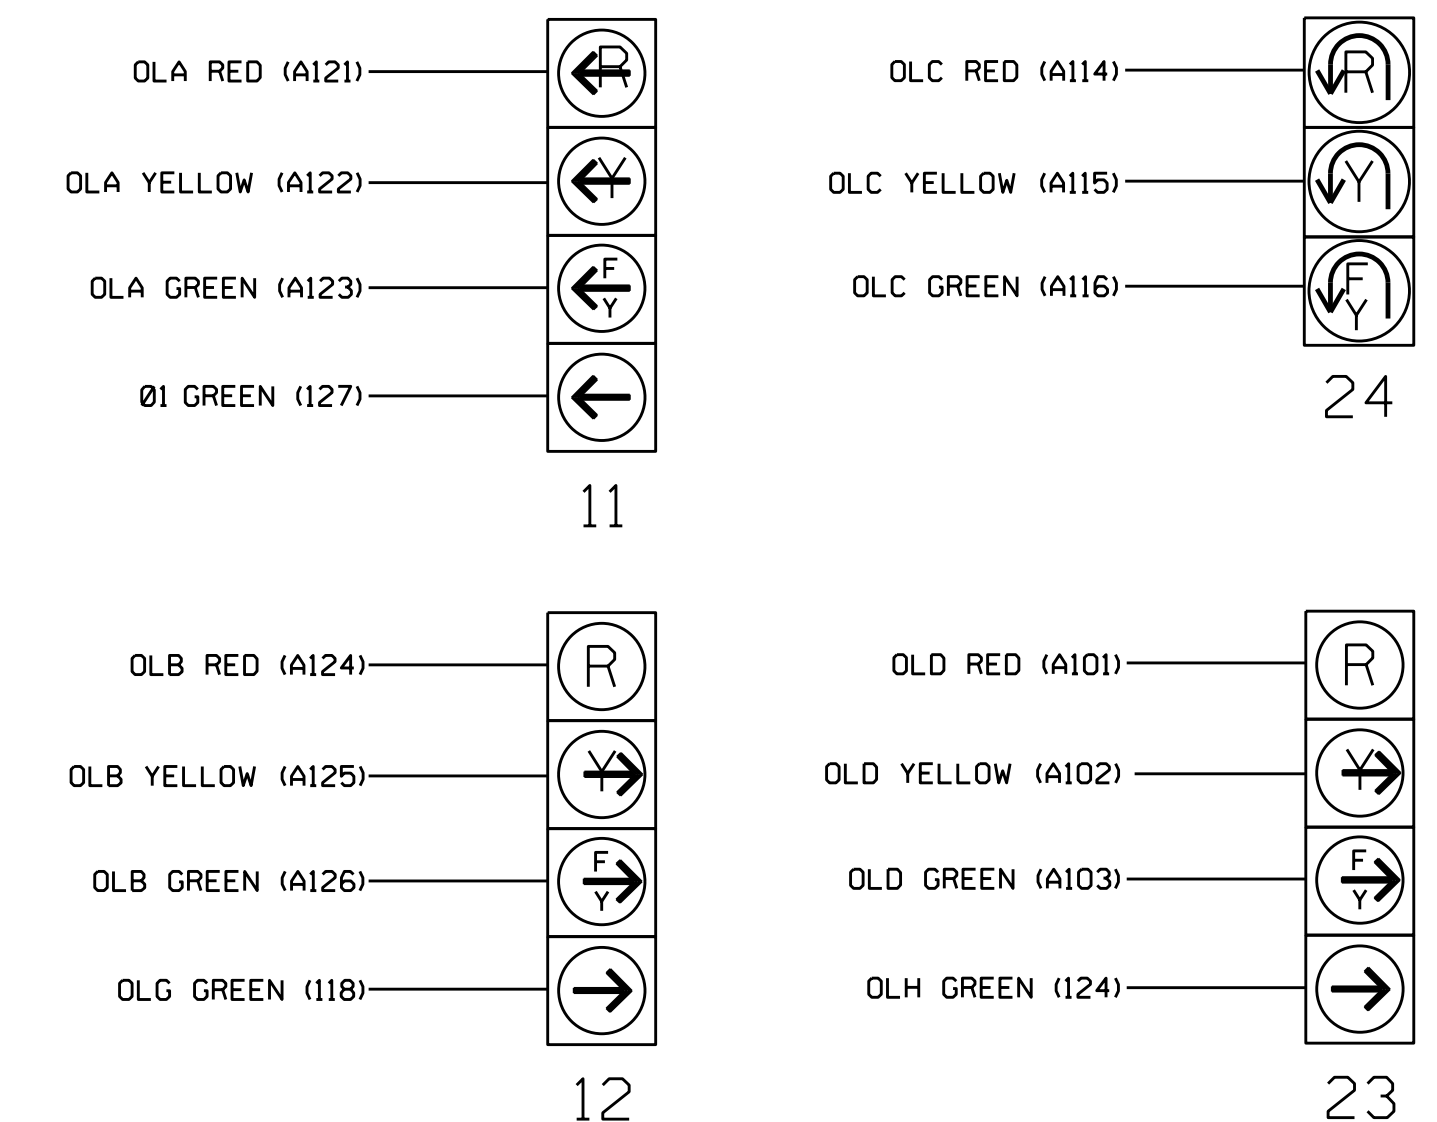 OLA RED (A121)
R
OLA YELLOW (A122)
Y
OLA GREEN (A123)
F
Y
Ø1 GREEN (127)
11
OLC RED (A114)
R
OLC YELLOW (A115)
Y
OLC GREEN (A116)
F
Y
24
OLB RED (A124)
R
OLB YELLOW (A125)
Y
OLB GREEN (A126)
F
Y
OLG GREEN (118)
12
OLD RED (A101)
R
OLD YELLOW (A102)
Y
OLD GREEN (A103)
F
Y
OLH GREEN (124)
23